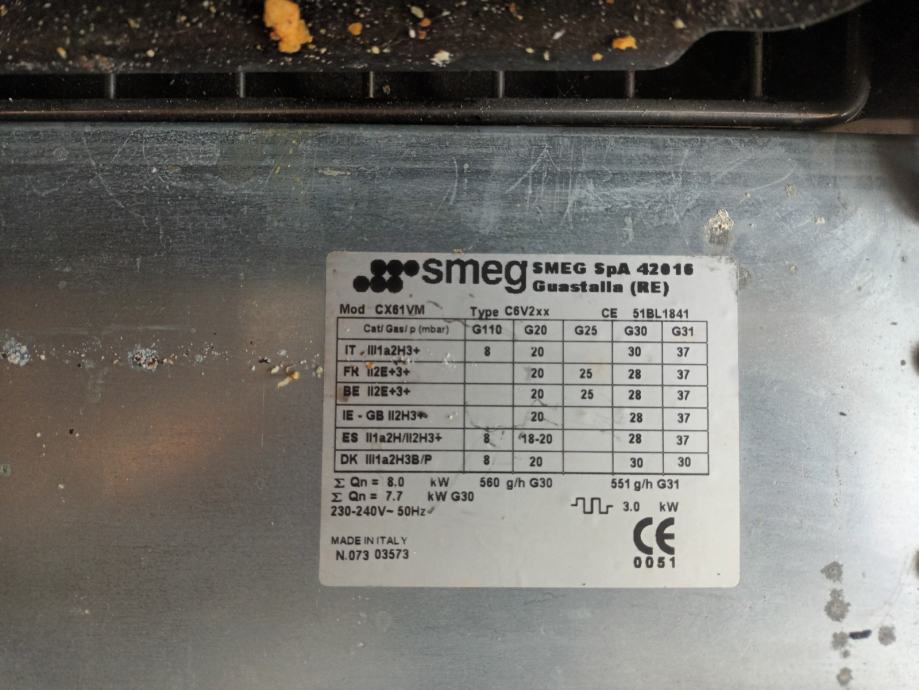 smeg SMEG SpA 42016
Guastalla (RE)
Mod CX61VM Type C6V2xx CE 51BL1841
Cat/ Gas/ p (mbar) G110 G20 G25 G30 G31
IT - III1a2H3+ 8 20 30 37
FR II2E+3+ 20 25 28 37
BE II2E+3+ 20 25 28 37
IE - GB II2H3+ 20 28 37
ES II1a2H/II2H3+ 8 18-20 28 37
DK III1a2H3B/P 8 20 30 30
Σ Qn = 8.0 kW 560 g/h G30 551 g/h G31
Σ Qn = 7.7 kW G30
230-240V~ 50Hz 3.0 kW
MADE IN ITALY
N.073 03573
CE
0051